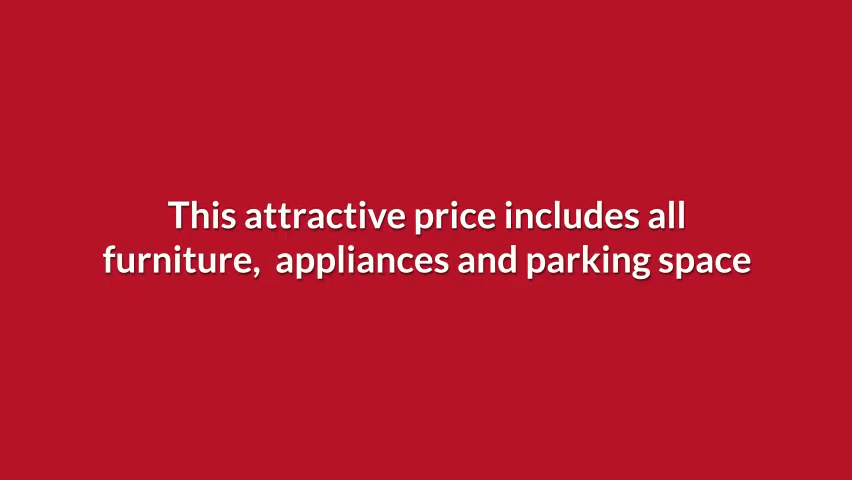 This attractive price includes all
furniture,  appliances and parking space